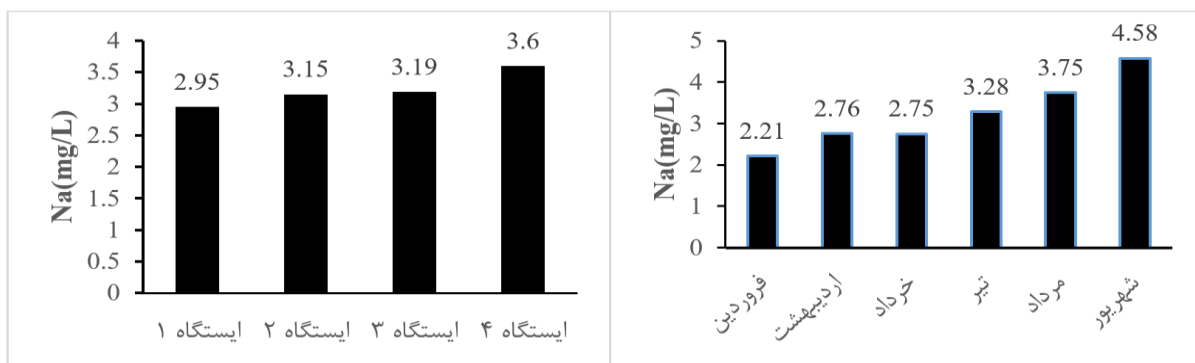 Na(mg/L)
4
3.5
3
2.5
2
1.5
1
0.5
0
2.95
3.15
3.19
3.6
ایستگاه ۱
ایستگاه ۲
ایستگاه ۳
ایستگاه ۴
Na(mg/L)
5
4
3
2
1
0
2.21
2.76
2.75
3.28
3.75
4.58
فروردین
اردیبهشت
خرداد
تیر
مرداد
شهریور